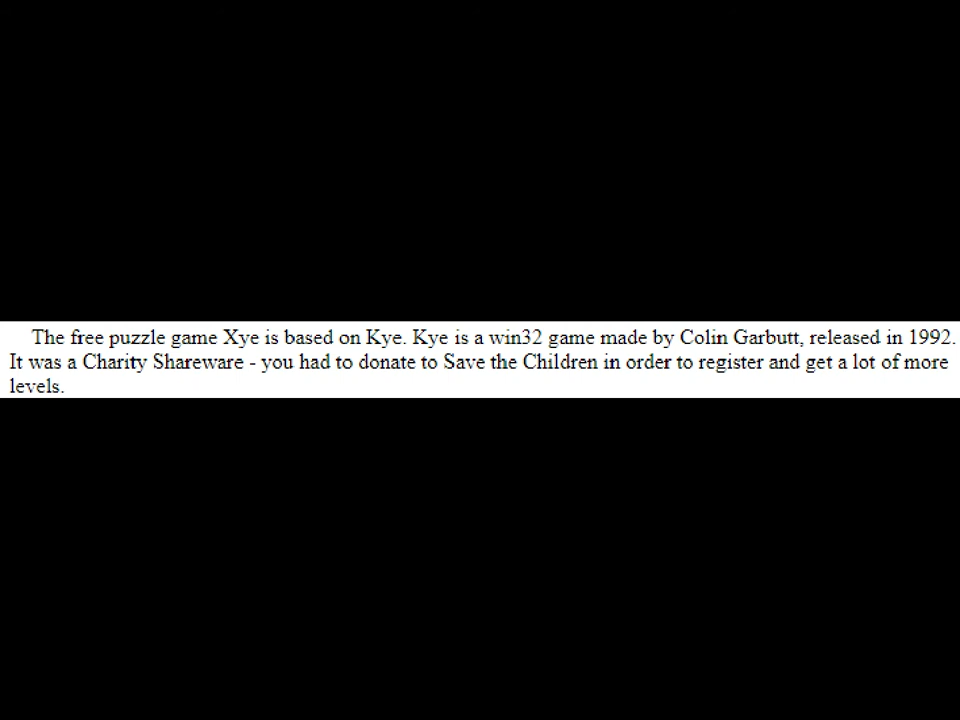 The free puzzle game Xye is based on Kye. Kye is a win32 game made by Colin Garbutt, released in 1992.
It was a Charity Shareware - you had to donate to Save the Children in order to register and get a lot of more
levels.